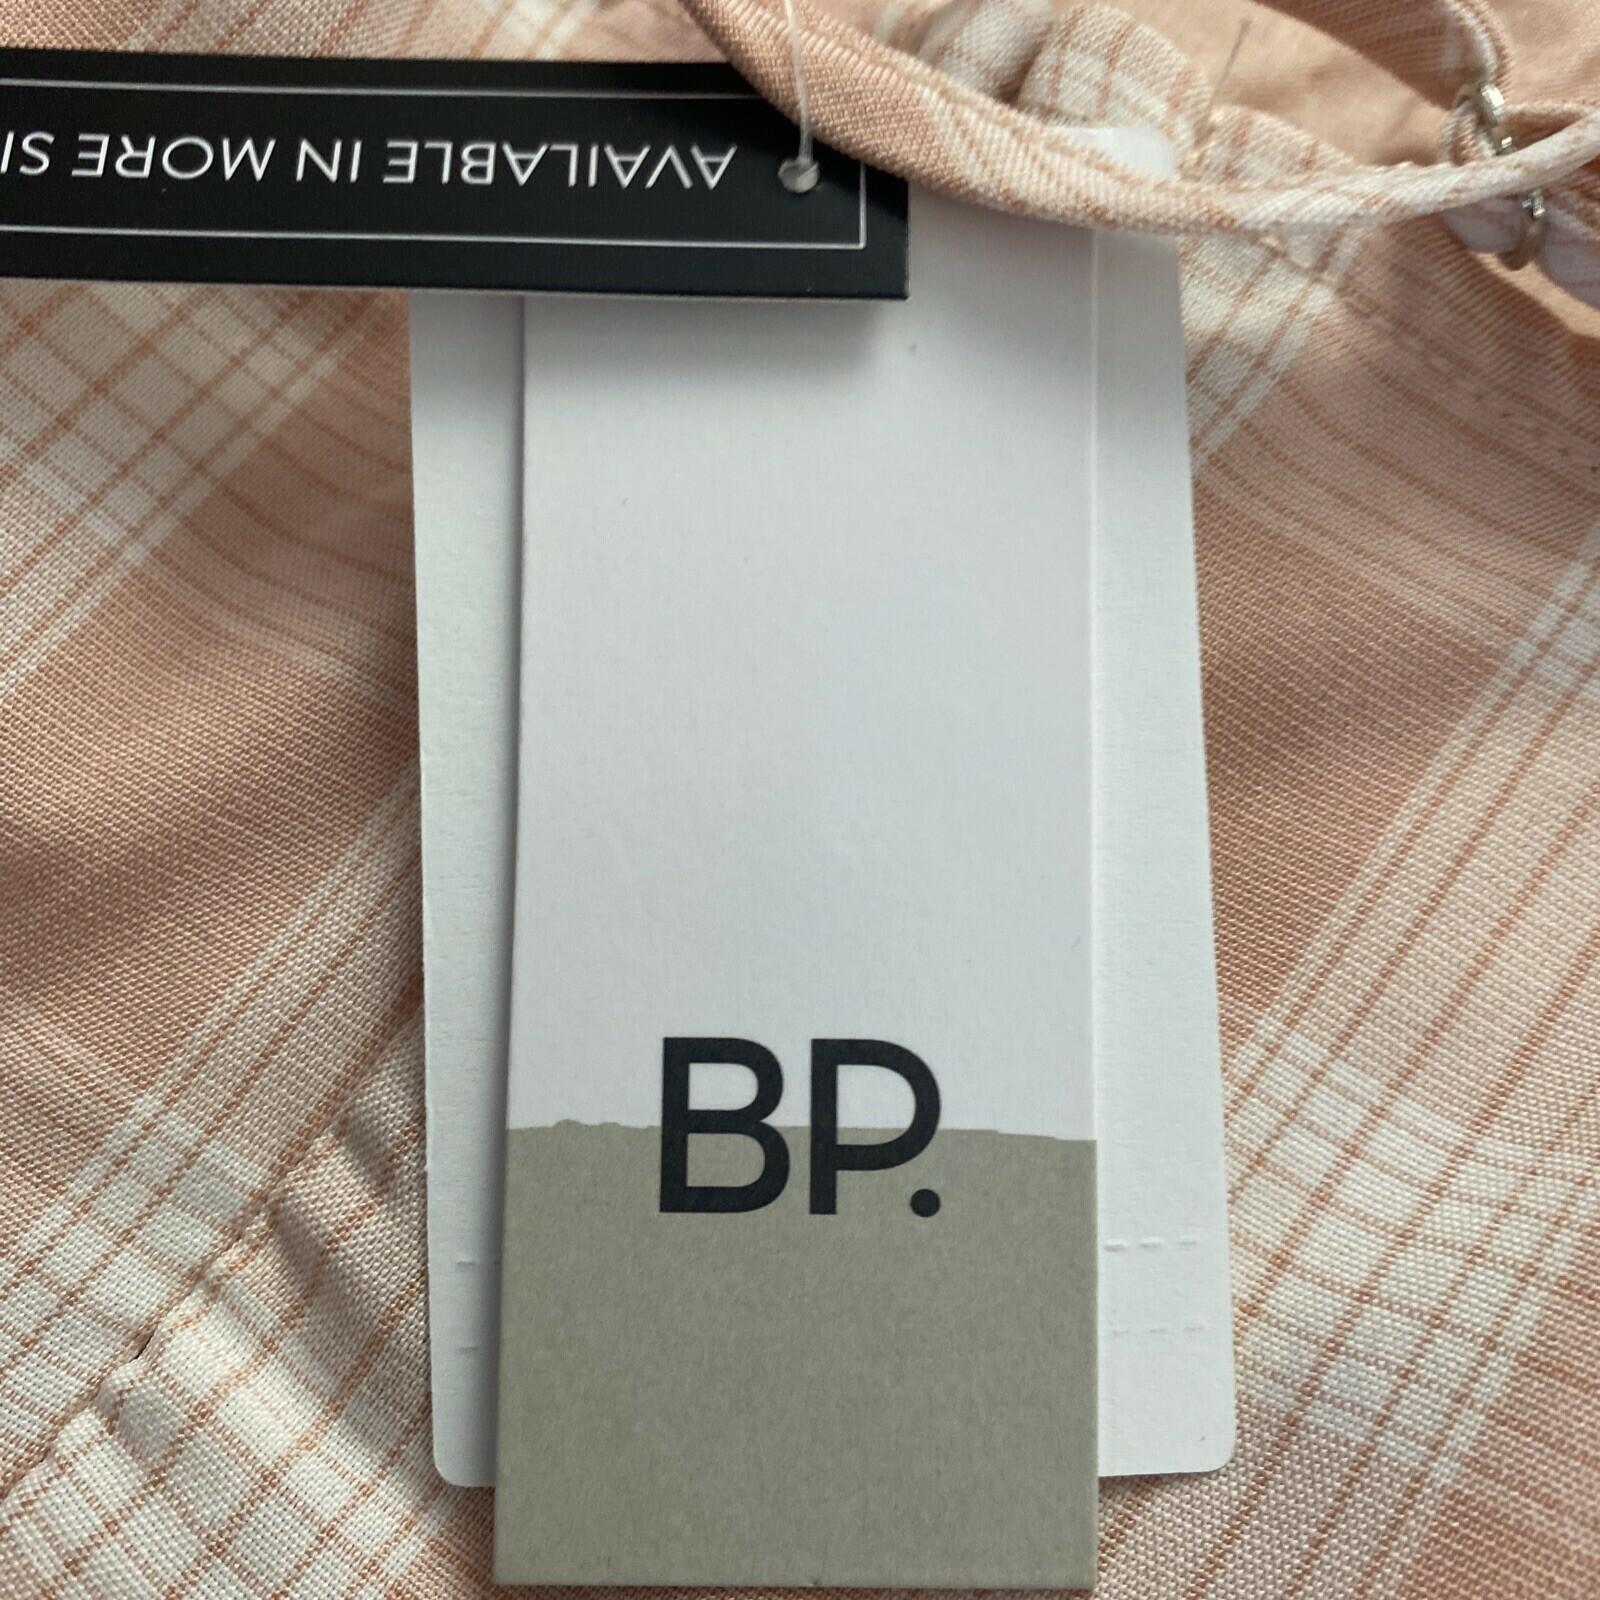 AVAILABLE IN MORE SI
BP.